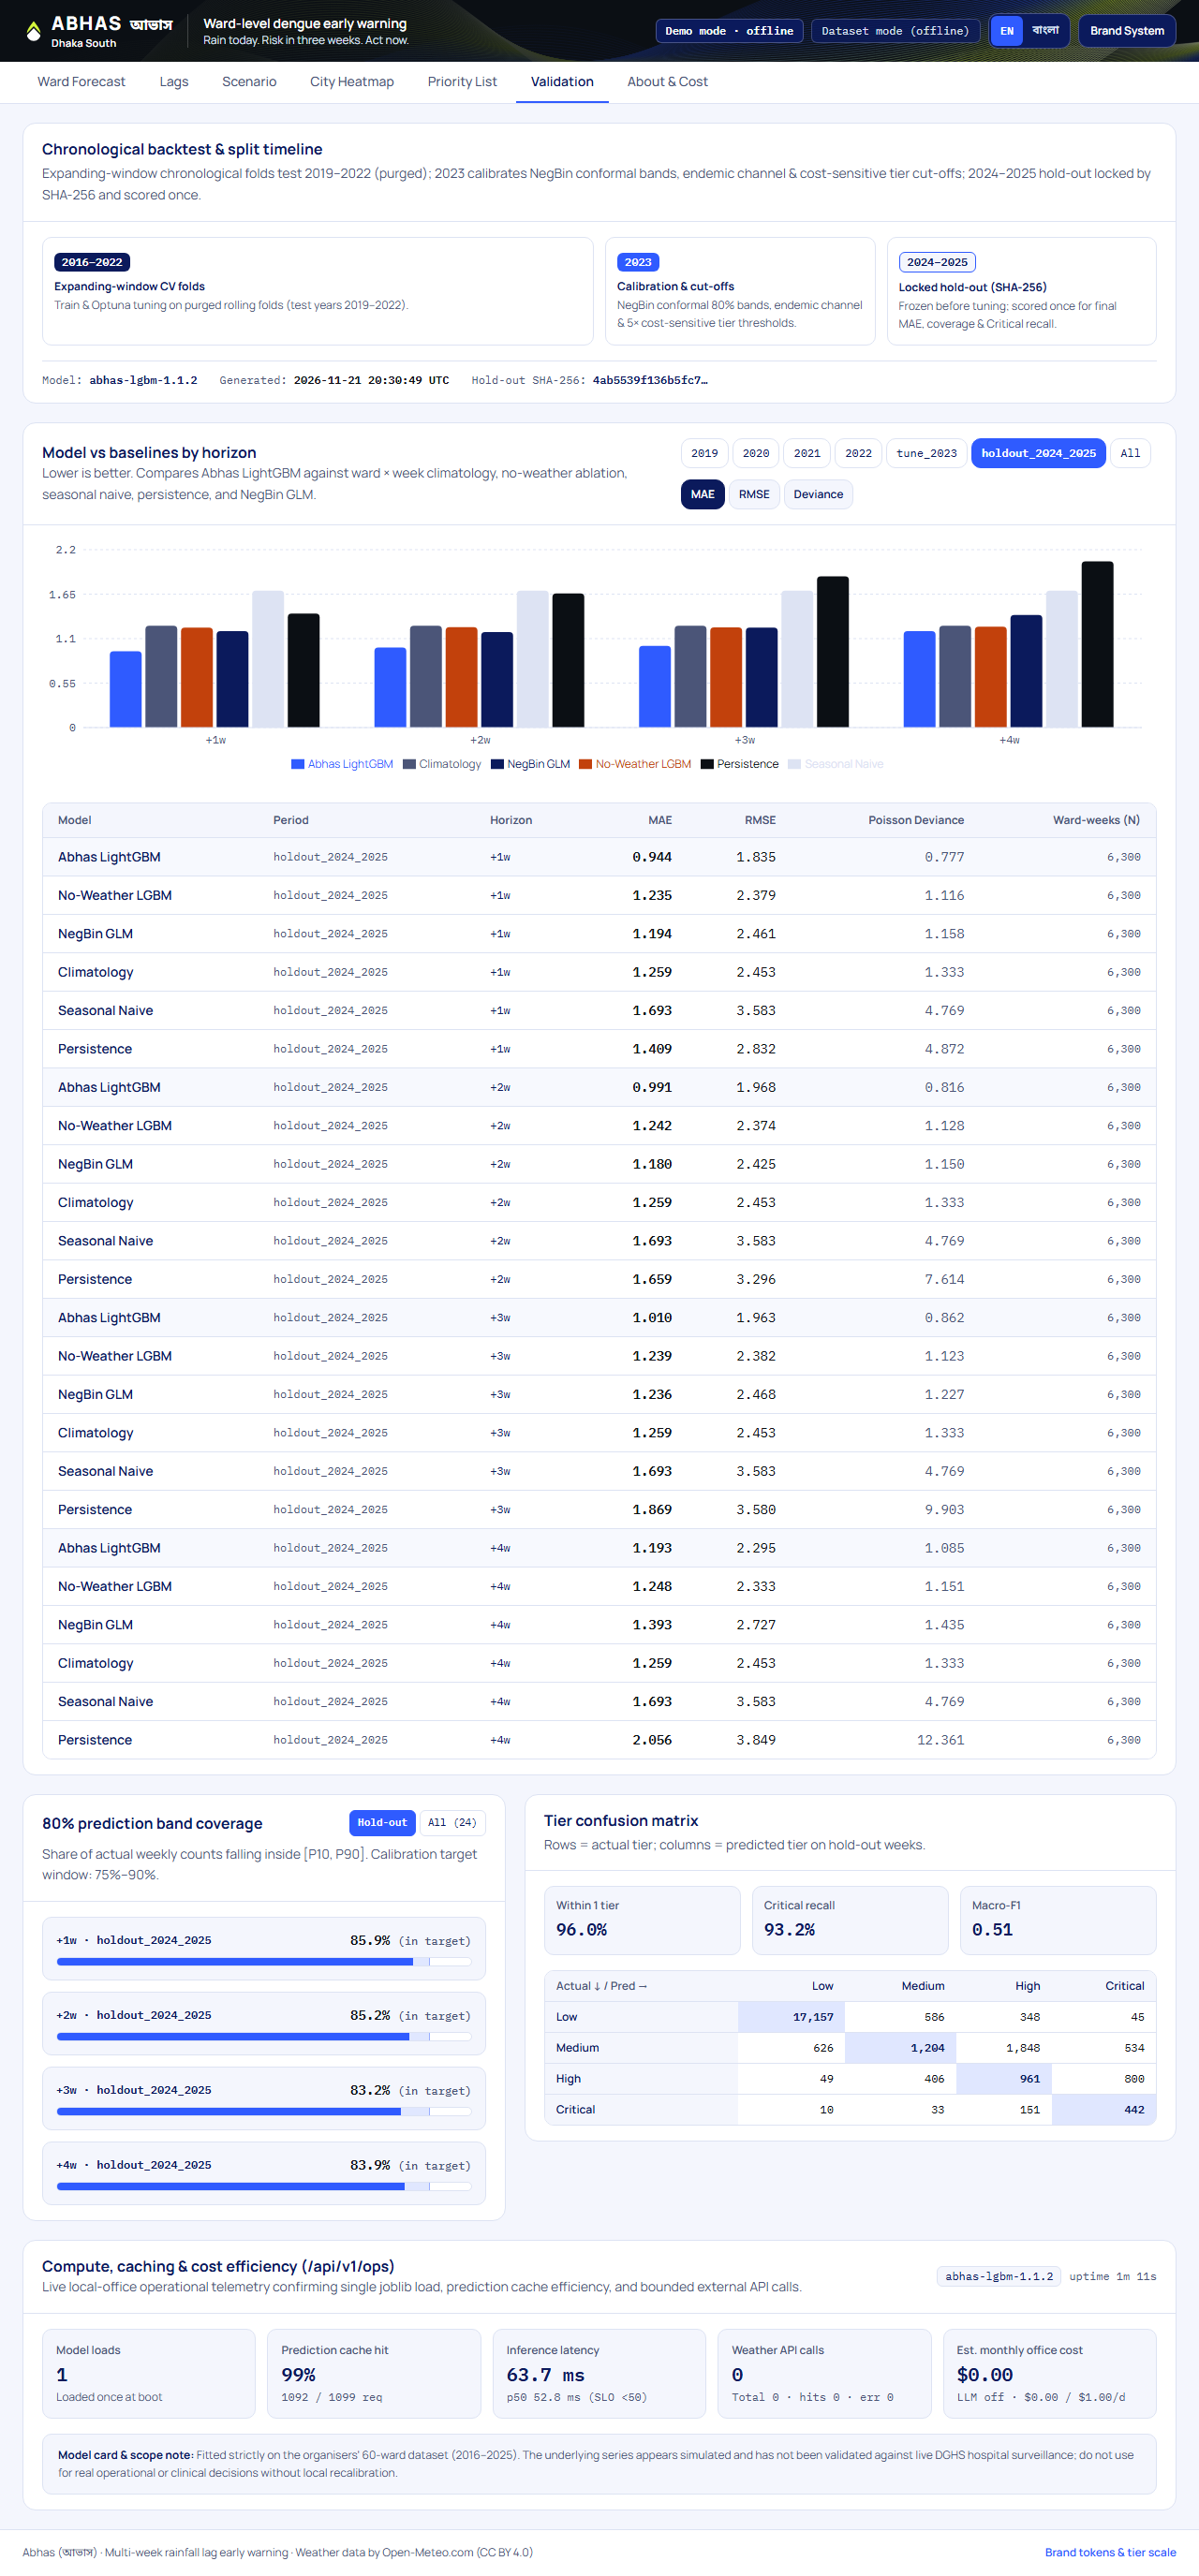 ABHAS আভাস
Dhaka South
Ward-level dengue early warning
Rain today. Risk in three weeks. Act now.
Demo mode · offline
Dataset mode (offline)
EN বাংলা
Brand System
Ward Forecast Lags Scenario City Heatmap Priority List Validation About & Cost
Chronological backtest & split timeline
Expanding-window chronological folds test 2019–2022 (purged); 2023 calibrates NegBin conformal bands, endemic channel & cost-sensitive tier cut-offs; 2024–2025 hold-out locked by
SHA-256 and scored once.
2016–2022
Expanding-window CV folds
Train & Optuna tuning on purged rolling folds (test years 2019–2022).
2023
Calibration & cut-offs
NegBin conformal 80% bands, endemic channel
& 5× cost-sensitive tier thresholds.
2024–2025
Locked hold-out (SHA-256)
Frozen before tuning; scored once for final
MAE, coverage & Critical recall.
Model: abhas-lgbm-1.1.2 Generated: 2026-11-21 20:30:49 UTC Hold-out SHA-256: 4ab5539f136b5fc7…
Model vs baselines by horizon
Lower is better. Compares Abhas LightGBM against ward × week climatology, no-weather ablation,
seasonal naive, persistence, and NegBin GLM.
2019 2020 2021 2022 tune_2023 holdout_2024_2025 All
MAE RMSE Deviance
2.2
1.65
1.1
0.55
0
+1w +2w +3w +4w
Abhas LightGBM Climatology NegBin GLM No-Weather LGBM Persistence Seasonal Naive
Model Period Horizon MAE RMSE Poisson Deviance Ward-weeks (N)
Abhas LightGBM holdout_2024_2025 +1w 0.944 1.835 0.777 6,300
No-Weather LGBM holdout_2024_2025 +1w 1.235 2.379 1.116 6,300
NegBin GLM holdout_2024_2025 +1w 1.194 2.461 1.158 6,300
Climatology holdout_2024_2025 +1w 1.259 2.453 1.333 6,300
Seasonal Naive holdout_2024_2025 +1w 1.693 3.583 4.769 6,300
Persistence holdout_2024_2025 +1w 1.409 2.832 4.872 6,300
Abhas LightGBM holdout_2024_2025 +2w 0.991 1.968 0.816 6,300
No-Weather LGBM holdout_2024_2025 +2w 1.242 2.374 1.128 6,300
NegBin GLM holdout_2024_2025 +2w 1.180 2.425 1.150 6,300
Climatology holdout_2024_2025 +2w 1.259 2.453 1.333 6,300
Seasonal Naive holdout_2024_2025 +2w 1.693 3.583 4.769 6,300
Persistence holdout_2024_2025 +2w 1.659 3.296 7.614 6,300
Abhas LightGBM holdout_2024_2025 +3w 1.010 1.963 0.862 6,300
No-Weather LGBM holdout_2024_2025 +3w 1.239 2.382 1.123 6,300
NegBin GLM holdout_2024_2025 +3w 1.236 2.468 1.227 6,300
Climatology holdout_2024_2025 +3w 1.259 2.453 1.333 6,300
Seasonal Naive holdout_2024_2025 +3w 1.693 3.583 4.769 6,300
Persistence holdout_2024_2025 +3w 1.869 3.580 9.903 6,300
Abhas LightGBM holdout_2024_2025 +4w 1.193 2.295 1.085 6,300
No-Weather LGBM holdout_2024_2025 +4w 1.248 2.333 1.151 6,300
NegBin GLM holdout_2024_2025 +4w 1.393 2.727 1.435 6,300
Climatology holdout_2024_2025 +4w 1.259 2.453 1.333 6,300
Seasonal Naive holdout_2024_2025 +4w 1.693 3.583 4.769 6,300
Persistence holdout_2024_2025 +4w 2.056 3.849 12.361 6,300
80% prediction band coverage
Hold-out All (24)
Share of actual weekly counts falling inside [P10, P90]. Calibration target
window: 75%–90%.
+1w · holdout_2024_2025 85.9% (in target)
+2w · holdout_2024_2025 85.2% (in target)
+3w · holdout_2024_2025 83.2% (in target)
+4w · holdout_2024_2025 83.9% (in target)
Tier confusion matrix
Rows = actual tier; columns = predicted tier on hold-out weeks.
Within 1 tier
96.0%
Critical recall
93.2%
Macro-F1
0.51
Actual ↓ / Pred → Low Medium High Critical
Low 17,157 586 348 45
Medium 626 1,204 1,848 534
High 49 406 961 800
Critical 10 33 151 442
Compute, caching & cost efficiency (/api/v1/ops)
Live local-office operational telemetry confirming single joblib load, prediction cache efficiency, and bounded external API calls.
abhas-lgbm-1.1.2 uptime 1m 11s
Model loads
1
Loaded once at boot
Prediction cache hit
99%
1092 / 1099 req
Inference latency
63.7 ms
p50 52.8 ms (SLO <50)
Weather API calls
0
Total 0 · hits 0 · err 0
Est. monthly office cost
$0.00
LLM off · $0.00 / $1.00/d
Model card & scope note: Fitted strictly on the organisers' 60-ward dataset (2016–2025). The underlying series appears simulated and has not been validated against live DGHS hospital surveillance; do not use
for real operational or clinical decisions without local recalibration.
Abhas (আভাস) · Multi-week rainfall lag early warning · Weather data by Open-Meteo.com (CC BY 4.0)
Brand tokens & tier scale